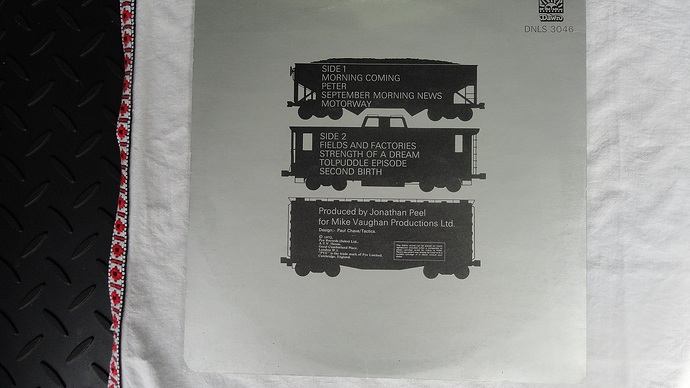 Dawn
DNLS 3046
SIDE 1
MORNING COMING
PETER
SEPTEMBER MORNING NEWS
MOTORWAY
SIDE 2
FIELDS AND FACTORIES
STRENGTH OF A DREAM
TOLPUDDLE EPISODE
SECOND BIRTH
Produced by Jonathan Peel
for Mike Vaughan Productions Ltd.
Design:- Paul Chave/Tactics.